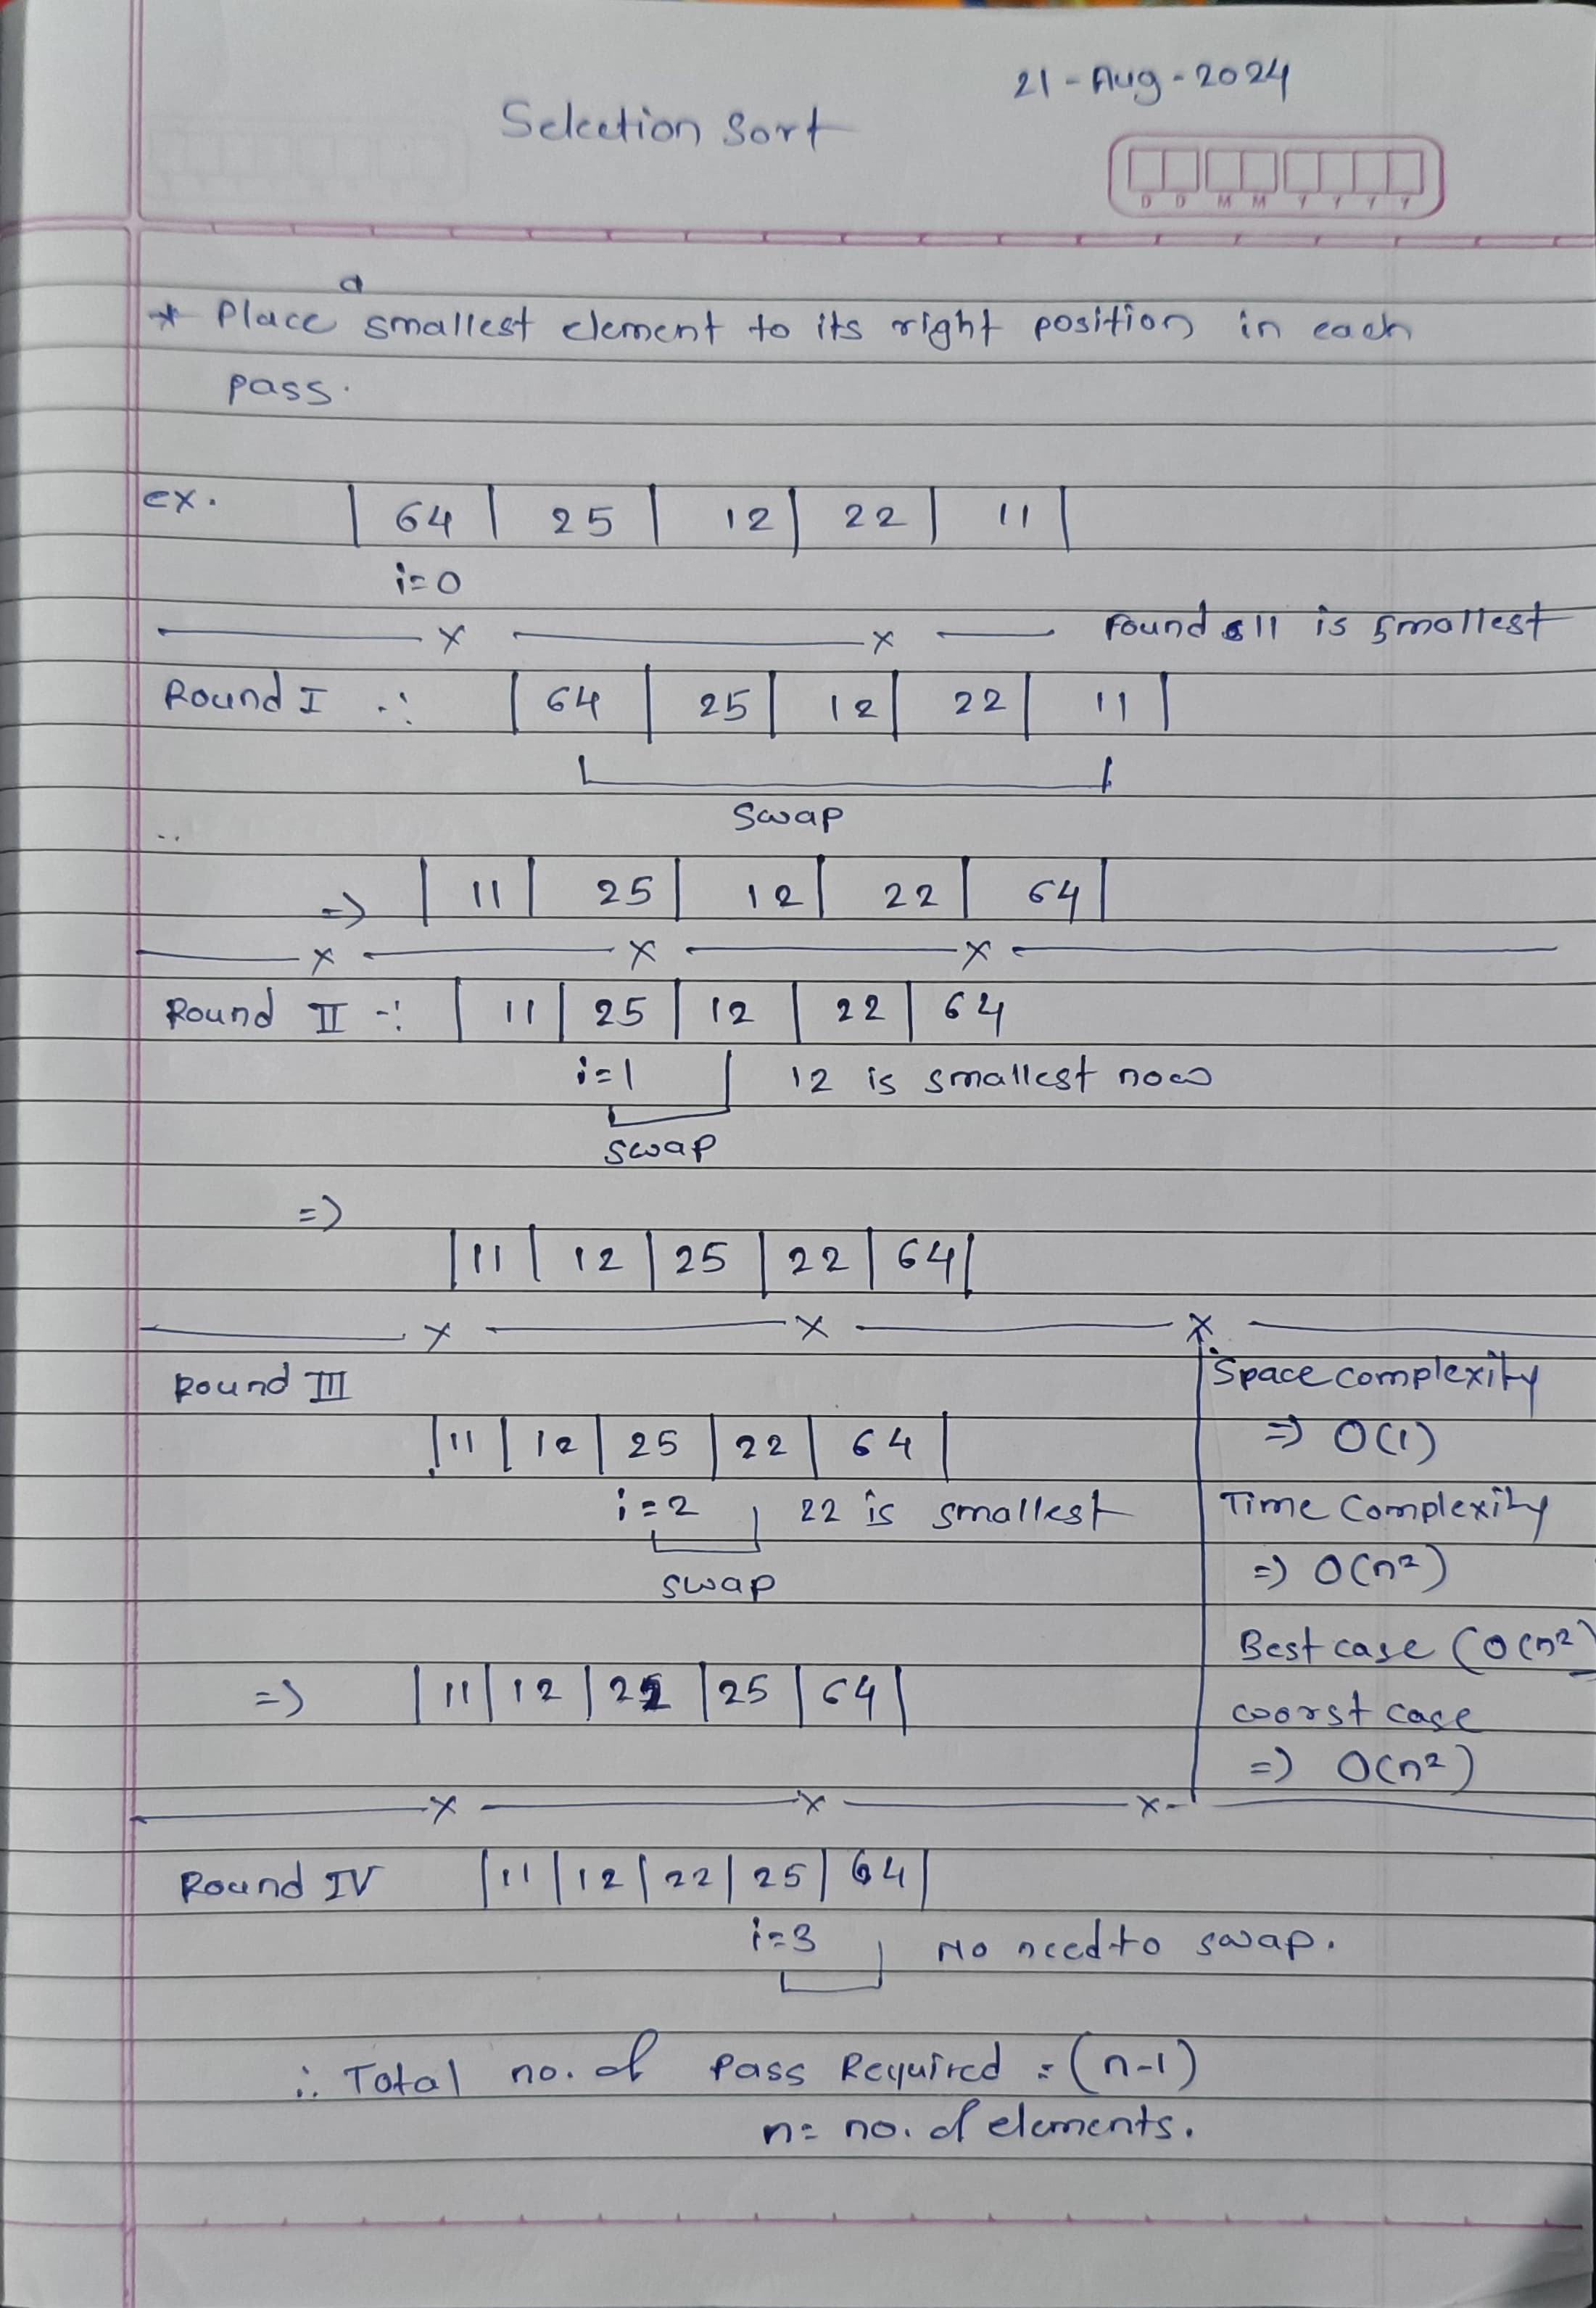 21-Aug-2024
Selection Sort
D D M M Y Y Y Y
a
* Place smallest element to its right position in each
pass.
ex. | 64 | 25 | 12 | 22 | 11 |
i=0
Found 11 is smallest
Round I :- | 64 | 25 | 12 | 22 | 11 |
swap
=> | 11 | 25 | 12 | 22 | 64 |
Round II -: | 11 | 25 | 12 | 22 | 64
i=1 12 is smallest now
swap
=>
| 11 | 12 | 25 | 22 | 64 |
Round III
| 11 | 12 | 25 | 22 | 64 |
i=2 22 is smallest
swap
=> | 11 | 12 | 22 | 25 | 64 |
Space complexity
=> O(1)
Time Complexity
=> O(n²)
Best case (O(n²)
woorst case
=> O(n²)
Round IV | 11 | 12 | 22 | 25 | 64 |
i=3 No need to swap.
∴ Total no. of Pass Required = (n-1)
n= no. of elements.